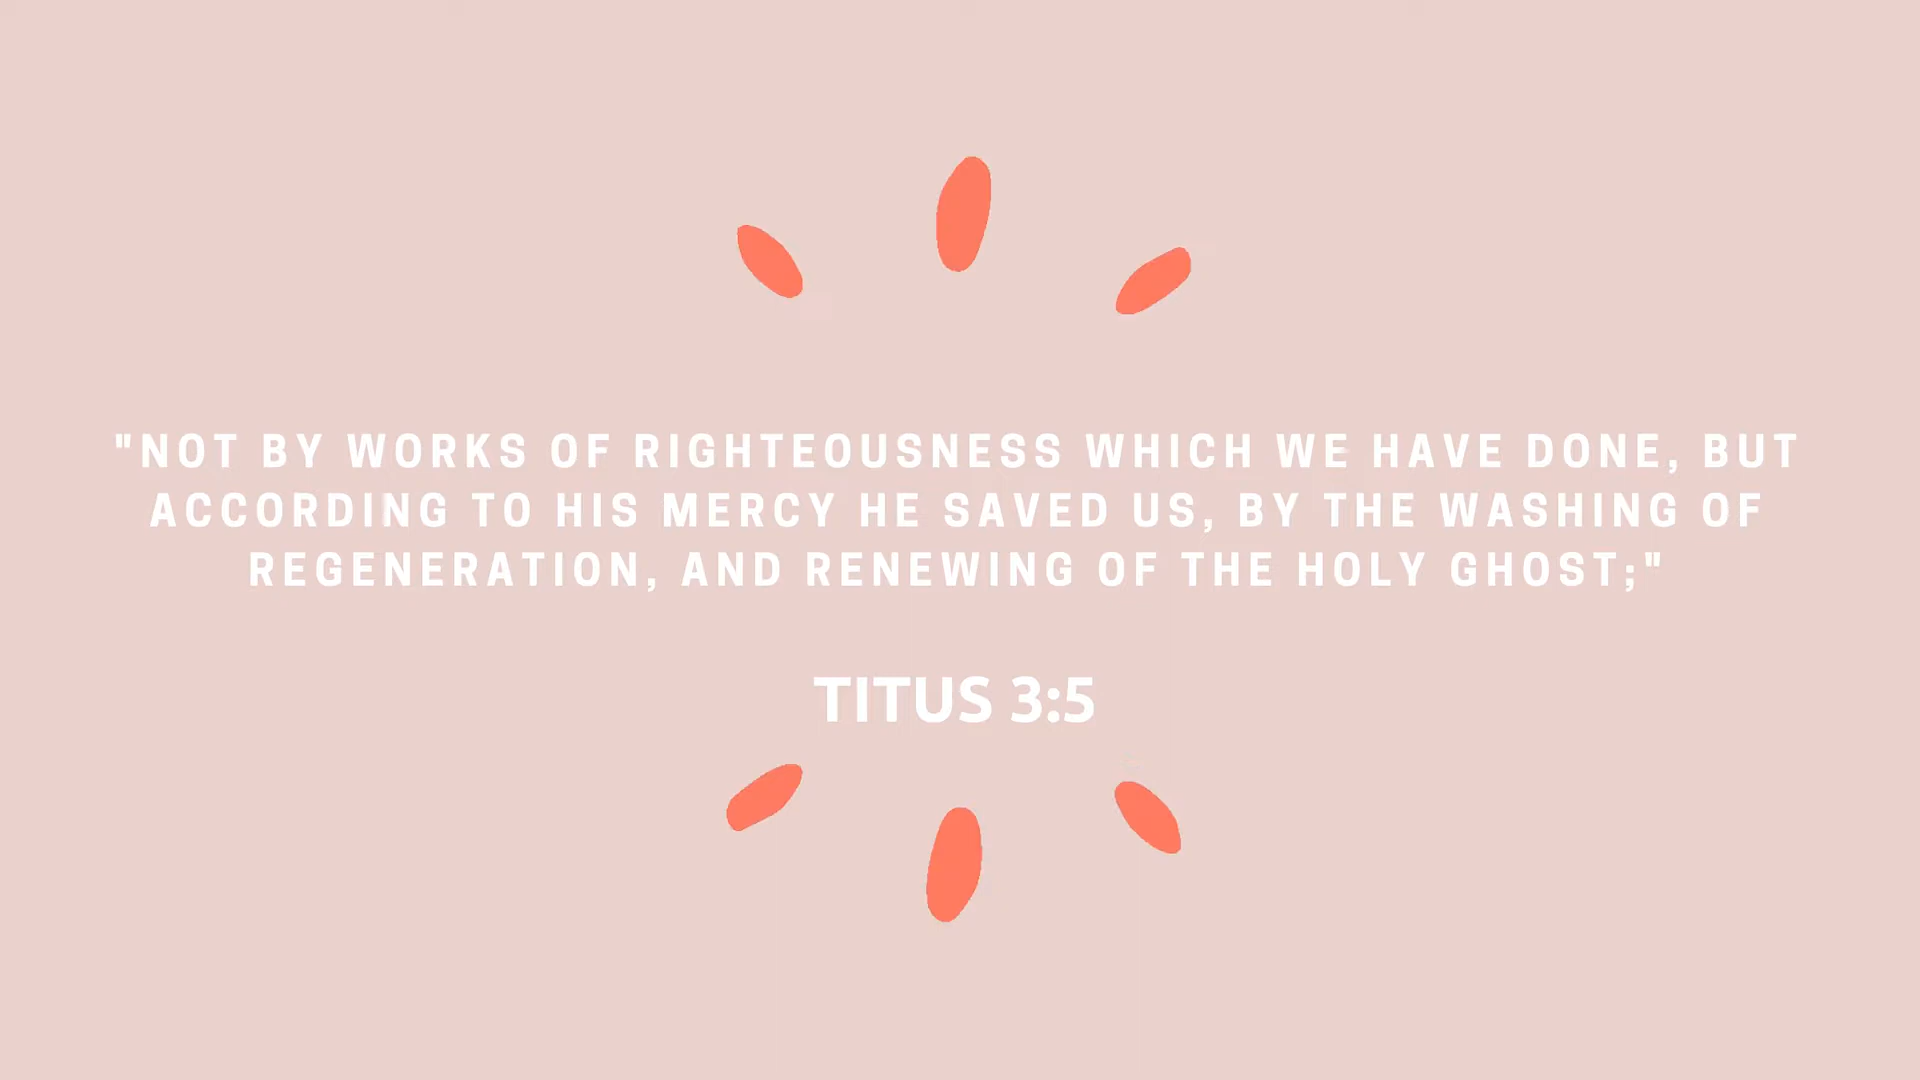 "NOT BY WORKS OF RIGHTEOUSNESS WHICH WE HAVE DONE, BUT
ACCORDING TO HIS MERCY HE SAVED US, BY THE WASHING OF
REGENERATION, AND RENEWING OF THE HOLY GHOST;"
TITUS 3:5